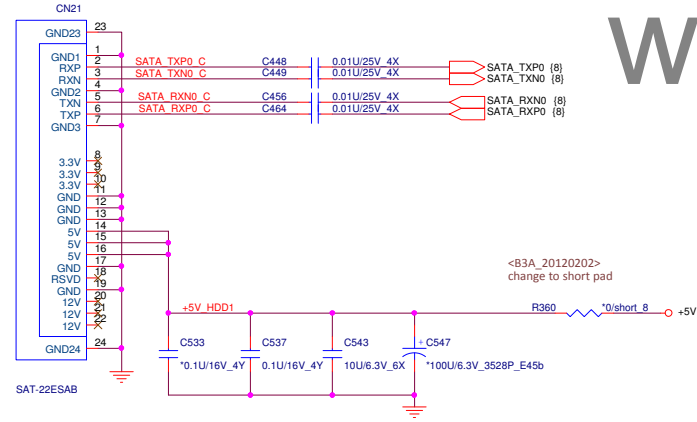 CN21
W
GND23 23
GND1 1
RXP 2 SATA_TXP0_C C448 0.01U/25V_4X SATA_TXP0 {8}
RXN 3 SATA_TXN0_C C449 0.01U/25V_4X SATA_TXN0 {8}
GND2 4
TXN 5 SATA_RXN0_C C456 0.01U/25V_4X SATA_RXN0 {8}
TXP 6 SATA_RXP0_C C464 0.01U/25V_4X SATA_RXP0 {8}
GND3 7
3.3V 8
3.3V 9
3.3V 10
GND 11
GND 12
GND 13
5V 14
5V 15
5V 16
GND 17
RSVD 18
GND 19
12V 20
12V 21
12V 22
GND24 24
SAT-22ESAB
<B3A_20120202>
change to short pad
+5V_HDD1 R360 *0/short_8 +5V
C533 C537 C543 + C547
*0.1U/16V_4Y 0.1U/16V_4Y 10U/6.3V_6X *100U/6.3V_3528P_E45b